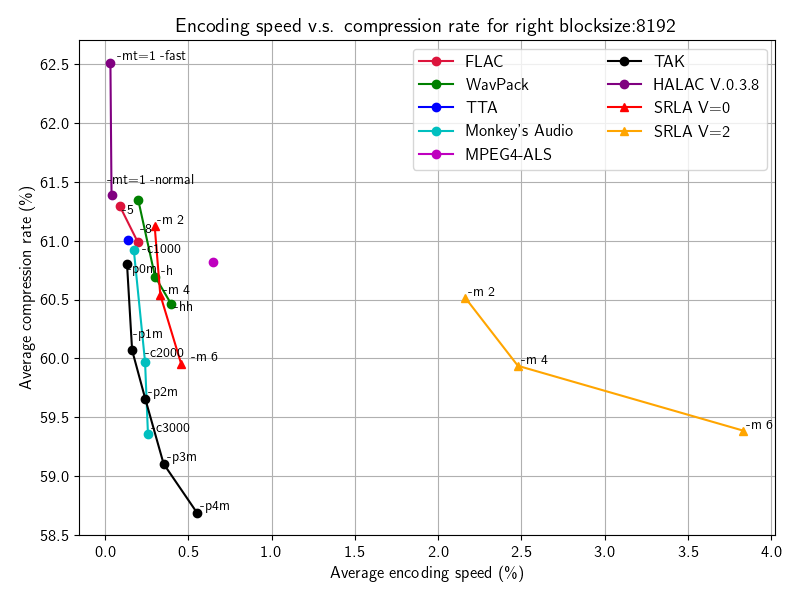 Encoding speed v.s. compression rate for right blocksize:8192
FLAC
WavPack
TTA
Monkey's Audio
MPEG4-ALS
TAK
HALAC V.0.3.8
SRLA V=0
SRLA V=2
-mt=1 -fast
-mt=1 -normal
-5
-8
-m 2
-c1000
-p0m
-h
-m 4
-hh
-p1m
-c2000
-m 6
-p2m
-c3000
-p3m
-p4m
-m 2
-m 4
-m 6
62.5
62.0
61.5
61.0
60.5
60.0
59.5
59.0
58.5
Average compression rate (%)
0.0 0.5 1.0 1.5 2.0 2.5 3.0 3.5 4.0
Average encoding speed (%)